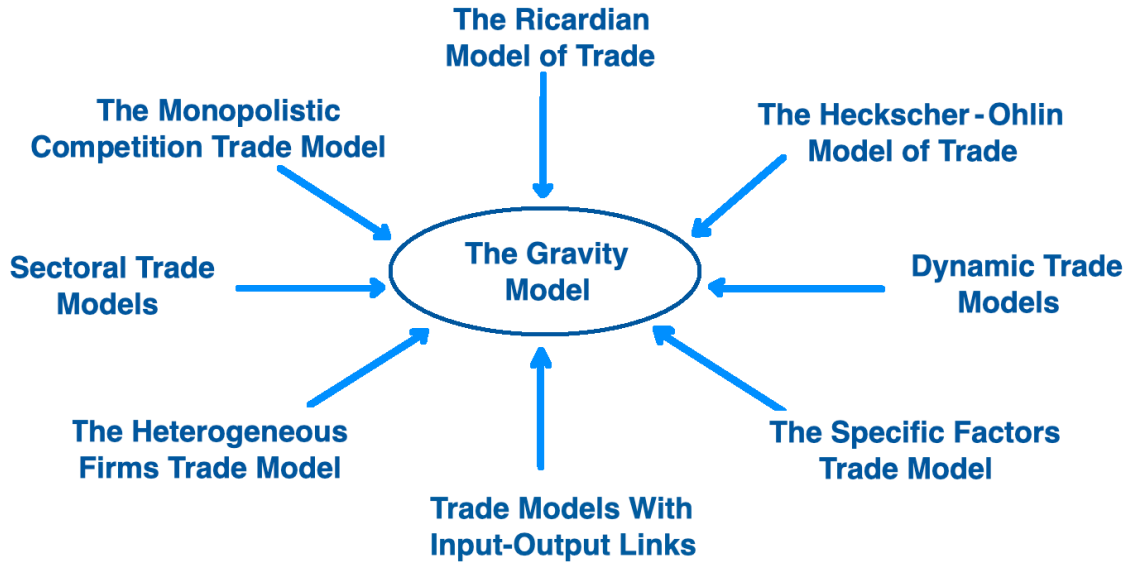 The Ricardian
Model of Trade
The Monopolistic
Competition Trade Model
The Heckscher-Ohlin
Model of Trade
The Gravity
Model
Sectoral Trade
Models
Dynamic Trade
Models
The Heterogeneous
Firms Trade Model
The Specific Factors
Trade Model
Trade Models With
Input-Output Links